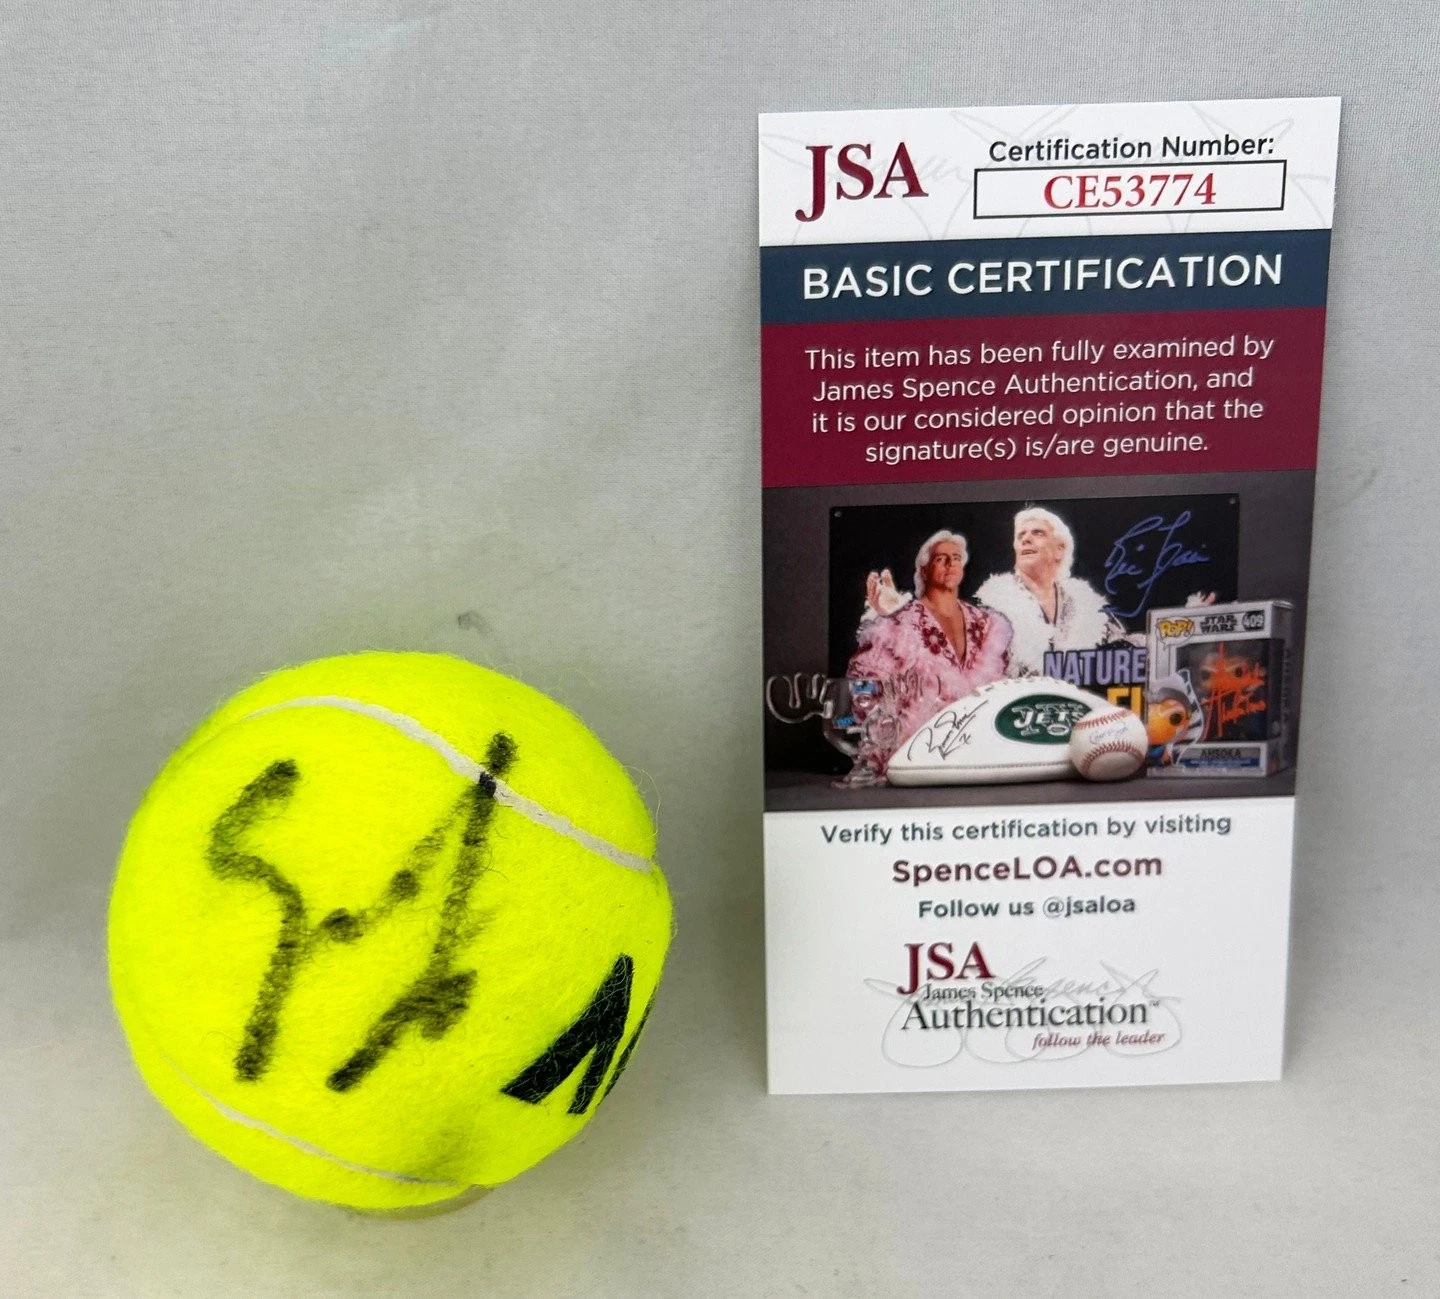 JSA
Certification Number:
CE53774
BASIC CERTIFICATION
This item has been fully examined by
James Spence Authentication, and
it is our considered opinion that the
signature(s) is/are genuine.
NATURE
JETS
POP!
STAR
WARS
409
AHSOKA
Verify this certification by visiting
SpenceLOA.com
Follow us @jsaloa
JSA
James Spence
Authentication™
follow the leader